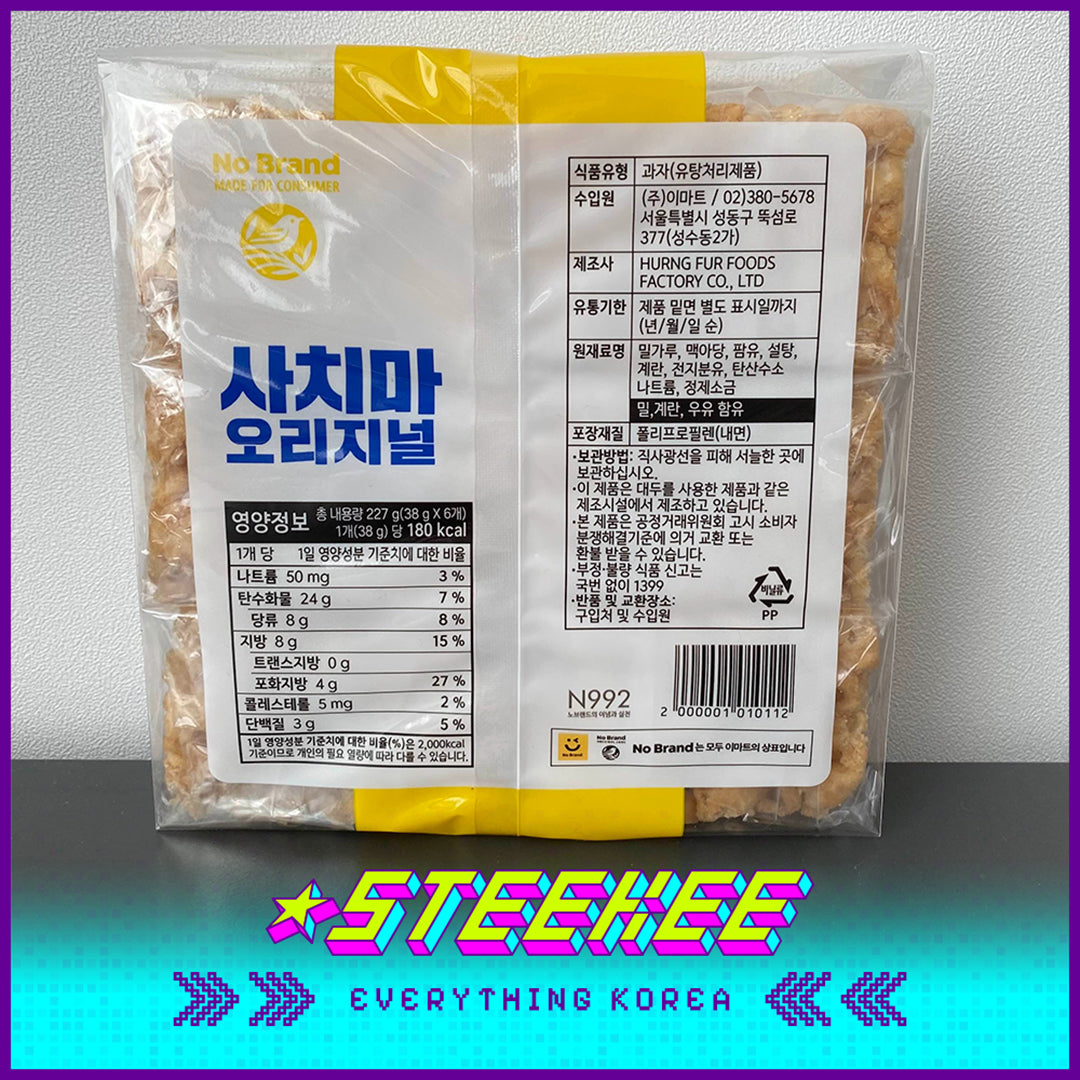 No Brand
MADE FOR CONSUMER
사치마
오리지널
영양정보
총 내용량 227 g(38 g X 6개)
1개(38 g) 당 180 kcal
1개 당 1일 영양성분 기준치에 대한 비율
나트륨 50 mg 3 %
탄수화물 24 g 7 %
당류 8 g 8 %
지방 8 g 15 %
트랜스지방 0 g
포화지방 4 g 27 %
콜레스테롤 5 mg 2 %
단백질 3 g 5 %
1일 영양성분 기준치에 대한 비율(%)은 2,000kcal
기준이므로 개인의 필요 열량에 따라 다를 수 있습니다.
식품유형 과자(유탕처리제품)
수입원 (주)이마트 / 02)380-5678
서울특별시 성동구 뚝섬로
377(성수동2가)
제조사 HURNG FUR FOODS
FACTORY CO., LTD
유통기한 제품 밑면 별도 표시일까지
(년/월/일 순)
원재료명 밀가루, 맥아당, 팜유, 설탕,
계란, 전지분유, 탄산수소
나트륨, 정제소금
밀,계란, 우유 함유
포장재질 폴리프로필렌(내면)
·보관방법: 직사광선을 피해 서늘한 곳에
보관하십시오.
·이 제품은 대두를 사용한 제품과 같은
제조시설에서 제조하고 있습니다.
·본 제품은 공정거래위원회 고시 소비자
분쟁해결기준에 의거 교환 또는
환불 받을 수 있습니다.
·부정·불량 식품 신고는
국번 없이 1399
·반품 및 교환장소:
구입처 및 수입원
비닐류
PP
N992
노브랜드의 이념과 실천
2 000001 010112
No Brand
No Brand
No Brand는 모두 이마트의 상표입니다
STEEKEE
EVERYTHING KOREA